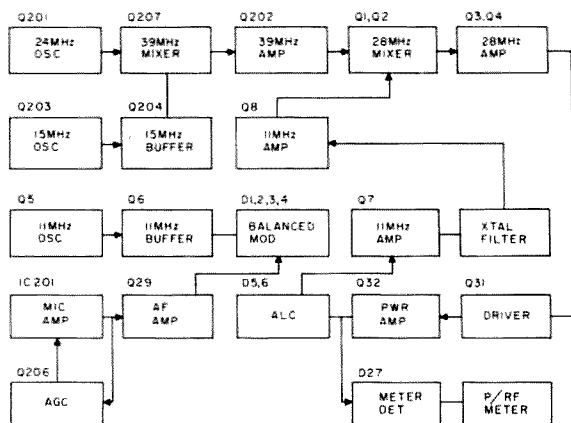 Q201
24MHz
OSC
Q207
39MHz
MIXER
Q202
39MHz
AMP
Q1,Q2
28MHz
MIXER
Q3,Q4
28MHz
AMP
Q203
15MHz
OSC
Q204
15MHz
BUFFER
Q8
11MHz
AMP
Q5
11MHz
OSC
Q6
11MHz
BUFFER
D1,2,3,4
BALANCED
MOD
Q7
11MHz
AMP
XTAL
FILTER
IC201
MIC
AMP
Q29
AF
AMP
D5,6
ALC
Q32
PWR
AMP
Q31
DRIVER
Q206
AGC
D27
METER
DET
P/RF
METER